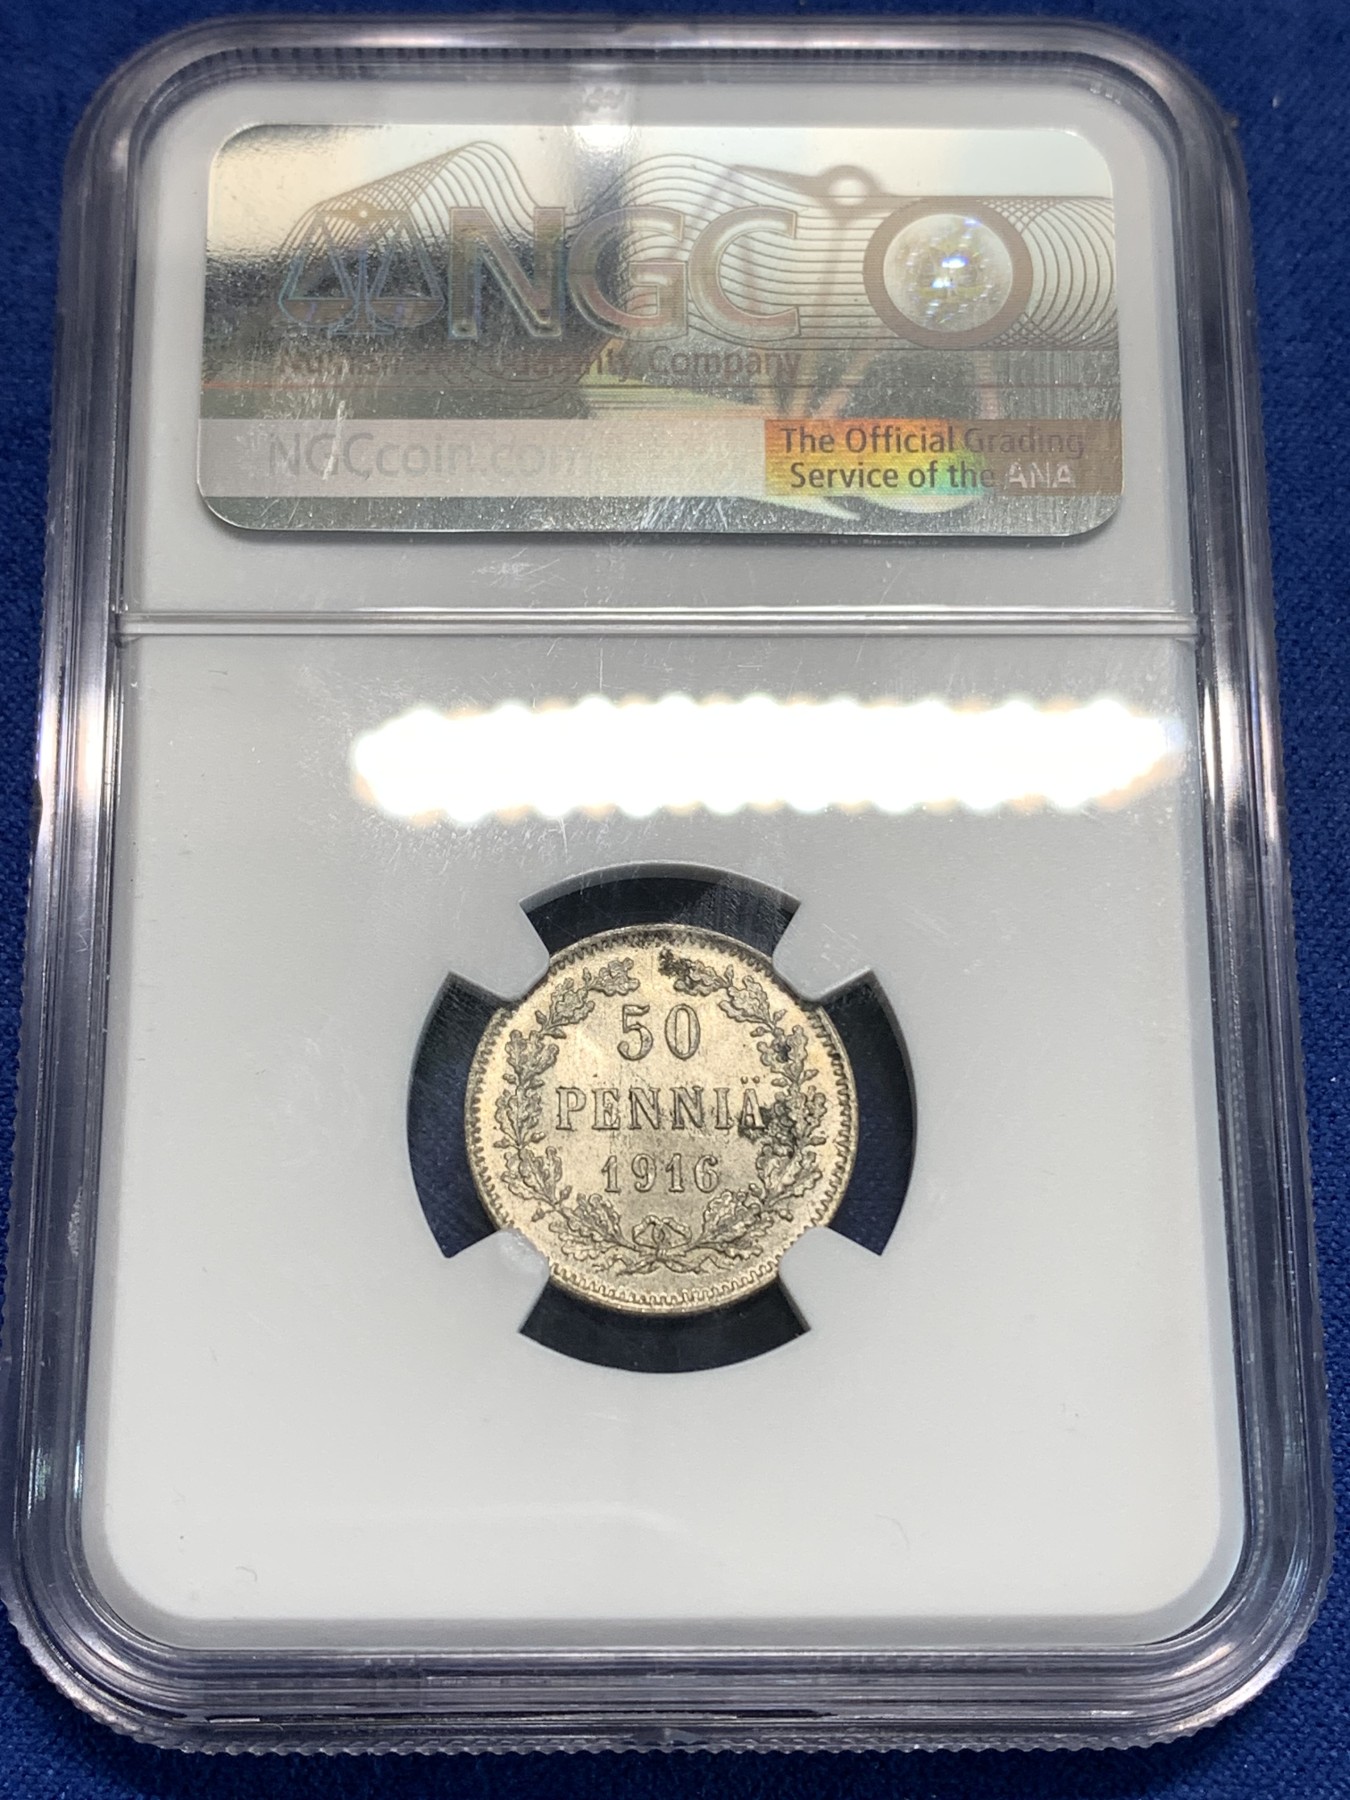 NGC
Numismatic Guaranty Company
NGCcoin.com
The Official Grading
Service of the ANA
50
PENNIÄ
1916